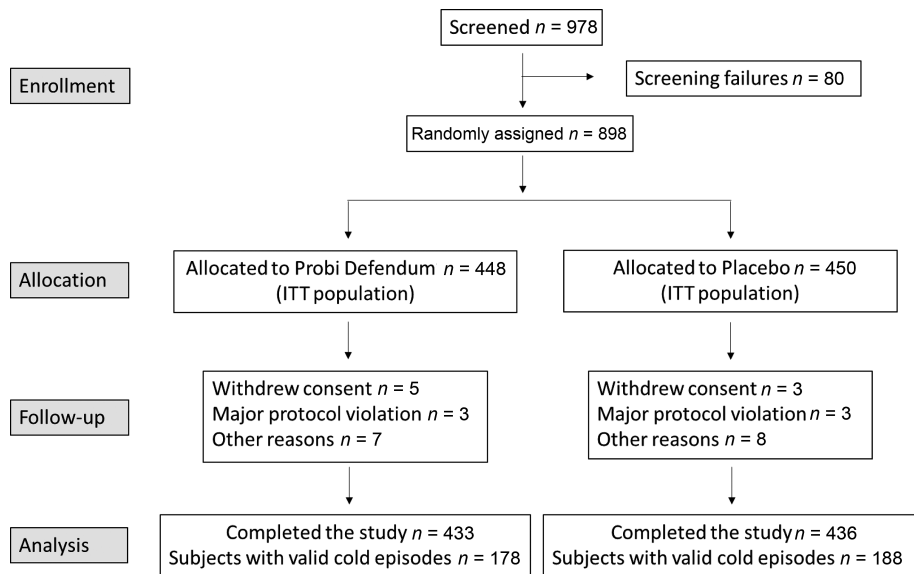 Screened n = 978
Enrollment
Screening failures n = 80
Randomly assigned n = 898
Allocation
Allocated to Probi Defendum n = 448
(ITT population)
Allocated to Placebo n = 450
(ITT population)
Follow-up
Withdrew consent n = 5
Major protocol violation n = 3
Other reasons n = 7
Withdrew consent n = 3
Major protocol violation n = 3
Other reasons n = 8
Analysis
Completed the study n = 433
Subjects with valid cold episodes n = 178
Completed the study n = 436
Subjects with valid cold episodes n = 188